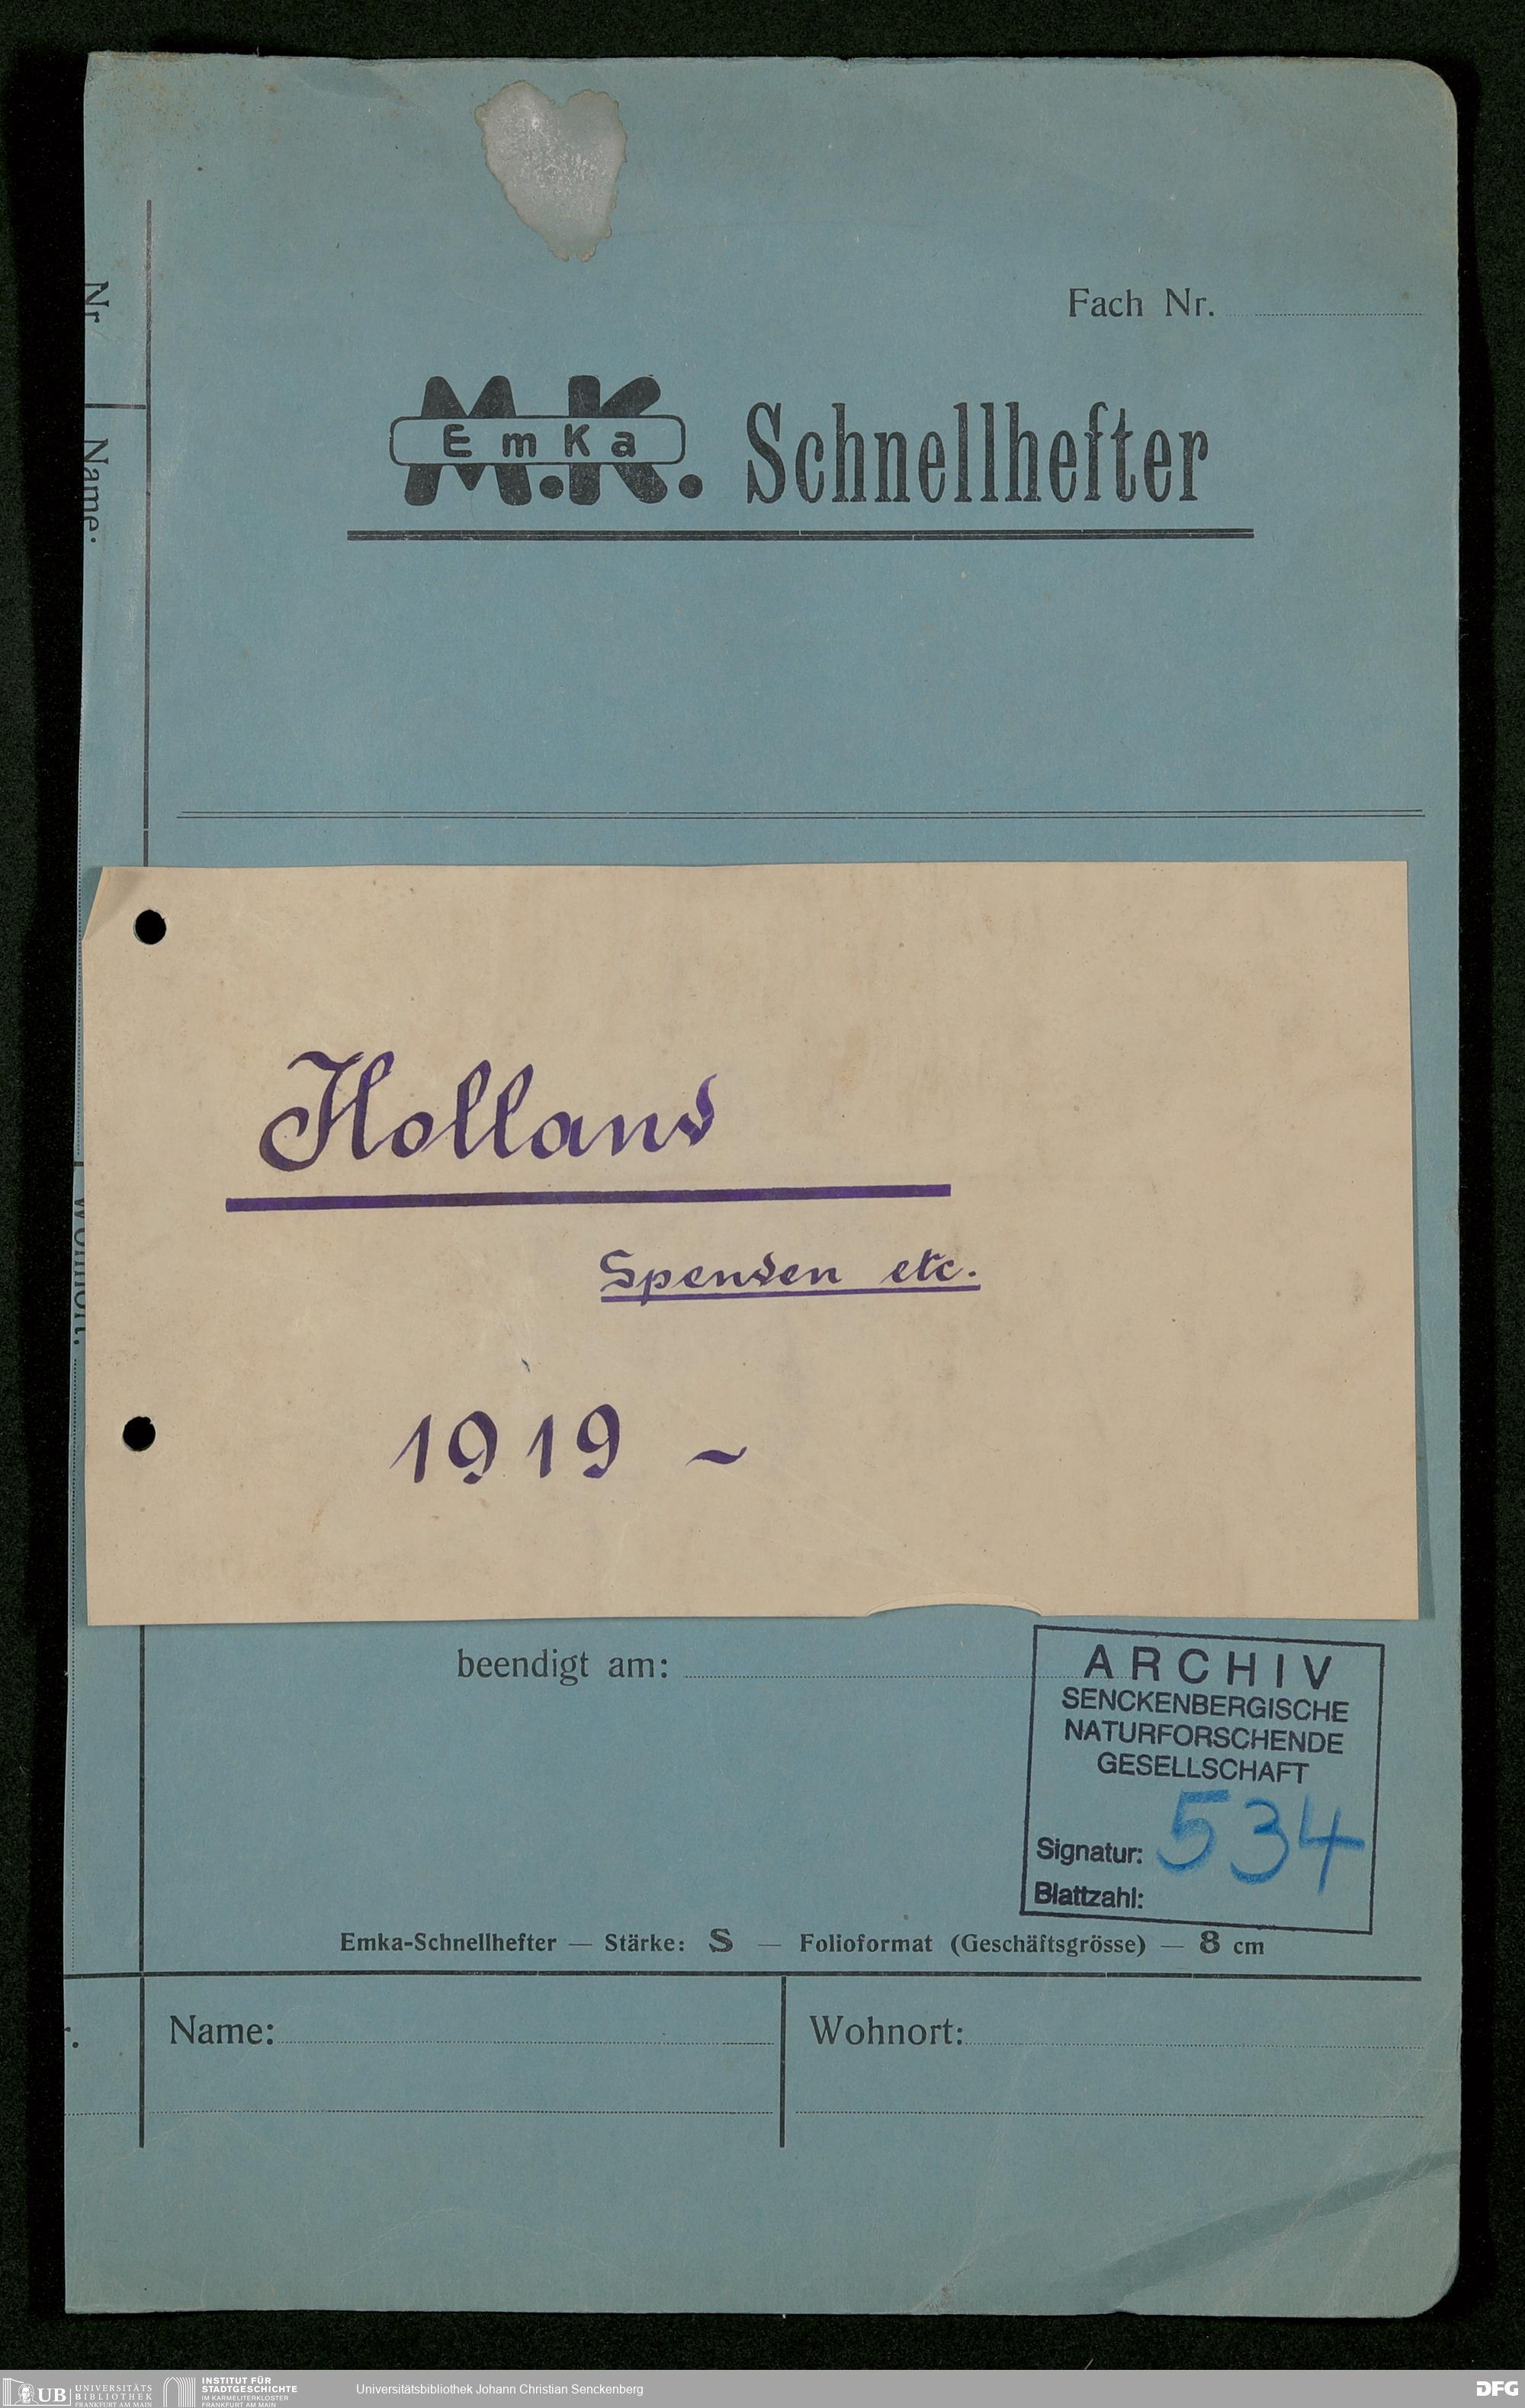 Fach Nr.
M.K.
EmKa
Schnellhefter
Nr.
Name:
Holland
Spenden etc.
1919 ~
Wohnort:
beendigt am:
ARCHIV
SENCKENBERGISCHE
NATURFORSCHENDE
GESELLSCHAFT
Signatur: 534
Blattzahl:
Emka-Schnellhefter — Stärke: S — Folioformat (Geschäftsgrösse) — 8 cm
Name:
Wohnort:
UB UNIVERSITÄTS
BIBLIOTHEK
FRANKFURT AM MAIN
INSTITUT FÜR
STADTGESCHICHTE
IM KARMELITERKLOSTER
FRANKFURT AM MAIN
Universitätsbibliothek Johann Christian Senckenberg
DFG